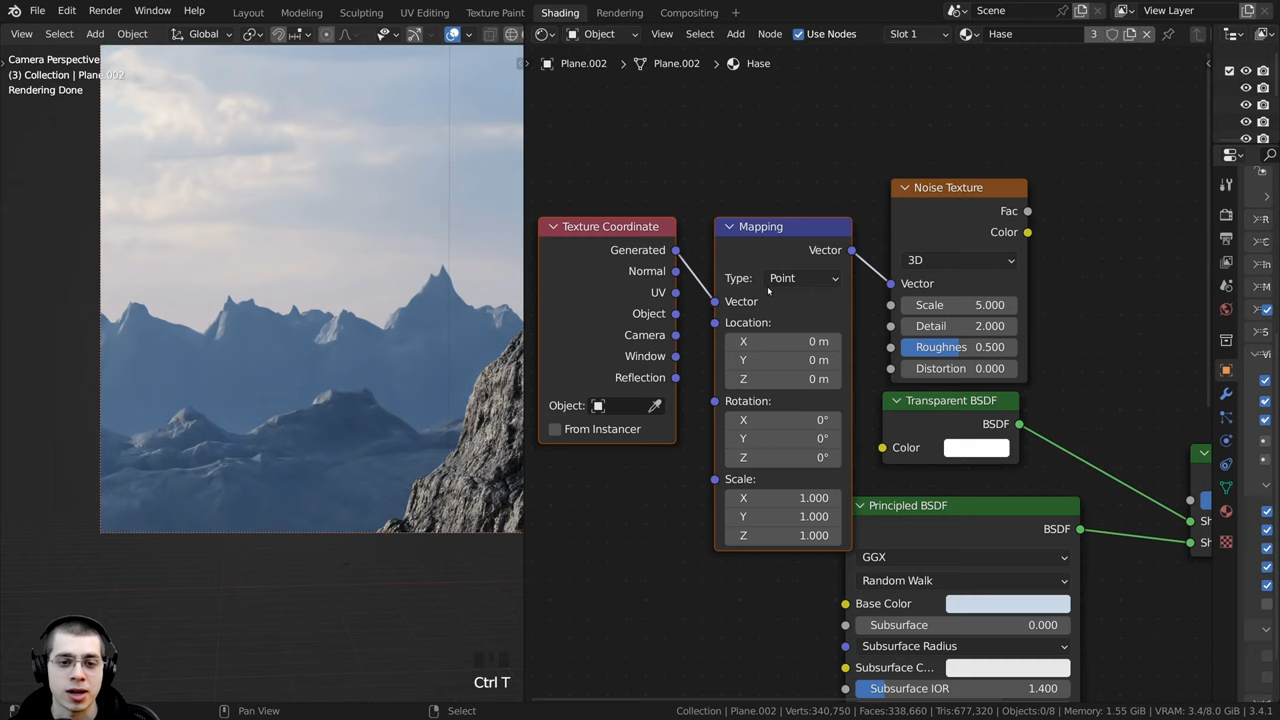 File Edit Render Window Help Layout Modeling Sculpting UV Editing Texture Paint Shading Rendering Compositing + Scene View Layer
View Select Add Object Global Object View Select Add Node Use Nodes Slot 1 Hase 3
Camera Perspective
(3) Collection | Plane.002
Rendering Done
Plane.002 > Plane.002 > Hase
Noise Texture
Fac
Color
3D
Vector
Scale 5.000
Detail 2.000
Roughnes 0.500
Distortion 0.000
Texture Coordinate
Generated
Normal
UV
Object
Camera
Window
Reflection
Object:
From Instancer
Mapping
Vector
Type: Point
Vector
Location:
X 0 m
Y 0 m
Z 0 m
Rotation:
X 0°
Y 0°
Z 0°
Scale:
X 1.000
Y 1.000
Z 1.000
Transparent BSDF
BSDF
Color
Sh
Sh
Principled BSDF
BSDF
GGX
Random Walk
Base Color
Subsurface 0.000
Subsurface Radius
Subsurface C...
Subsurface IOR 1.400
Ctrl T
Pan View Select Collection | Plane.002 | Verts:340,750 | Faces:338,660 | Tris:677,320 | Objects:0/8 | Memory: 1.55 GiB | VRAM: 3.4/8.0 GiB | 3.4.1